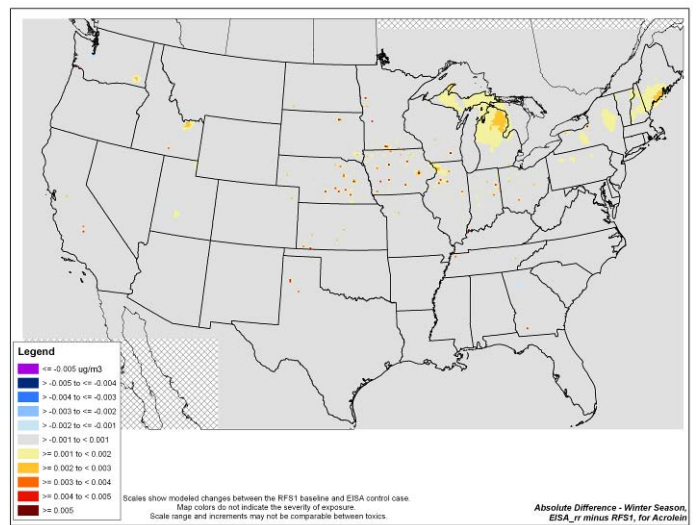 Legend
<= -0.005 ug/m3
> -0.005 to <= -0.004
> -0.004 to <= -0.003
> -0.003 to <= -0.002
> -0.002 to <= -0.001
> -0.001 to < 0.001
>= 0.001 to < 0.002
>= 0.002 to < 0.003
>= 0.003 to < 0.004
>= 0.004 to < 0.005
>= 0.005
Scales show modeled changes between the RFS1 baseline and EISA control case.
Map colors do not indicate the severity of exposure.
Scale range and increments may not be comparable between toxics.
Absolute Difference - Winter Season,
EISA_rr minus RFS1, for Acrolein